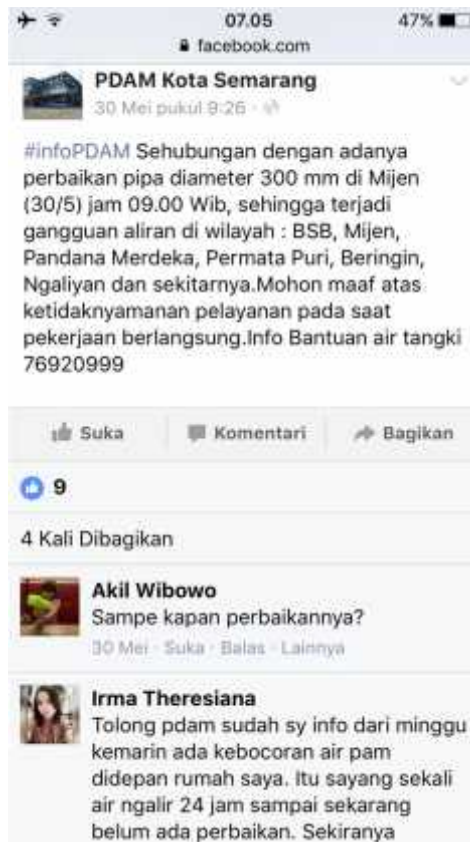 07.05
47%
facebook.com
PDAM Kota Semarang
30 Mei pukul 9:26 ·
#infoPDAM Sehubungan dengan adanya
perbaikan pipa diameter 300 mm di Mijen
(30/5) jam 09.00 Wib, sehingga terjadi
gangguan aliran di wilayah : BSB, Mijen,
Pandana Merdeka, Permata Puri, Beringin,
Ngaliyan dan sekitarnya.Mohon maaf atas
ketidaknyamanan pelayanan pada saat
pekerjaan berlangsung.Info Bantuan air tangki
76920999
Suka Komentari Bagikan
9
4 Kali Dibagikan
Akil Wibowo
Sampe kapan perbaikannya?
30 Mei · Suka · Balas · Lainnya
Irma Theresiana
Tolong pdam sudah sy info dari minggu
kemarin ada kebocoran air pam
didepan rumah saya. Itu sayang sekali
air ngalir 24 jam sampai sekarang
belum ada perbaikan. Sekiranya